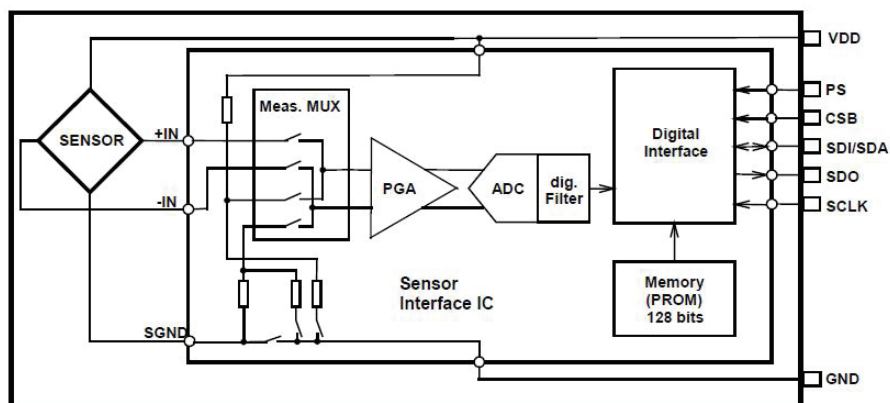 VDD
PS
CSB
SDI/SDA
SDO
SCLK
GND
SENSOR
+IN
-IN
SGND
Meas. MUX
PGA
ADC
dig.
Filter
Digital
Interface
Memory
(PROM)
128 bits
Sensor
Interface IC